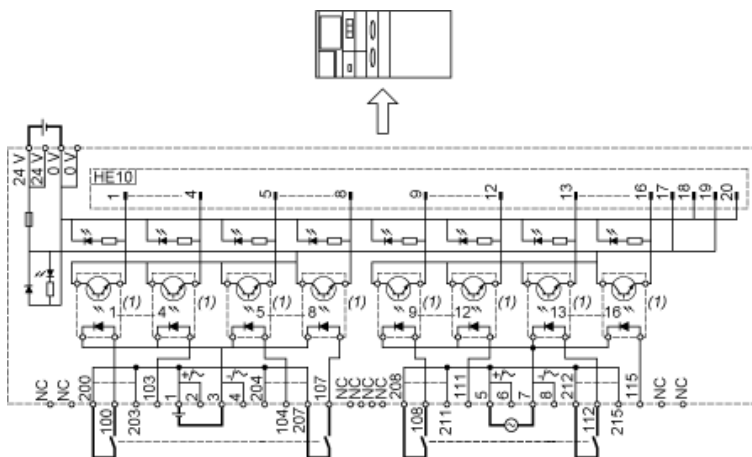 24 V
24 V
0 V
0 V
HE10
1 4 5 8 9 12 13 16 17 18 19 20
(1) (1) (1) (1) (1) (1) (1) (1)
1 4 5 8 9 12 13 16
NC NC 200 103 204 107 NC NC NC NC 208 111 212 115 NC NC
1 2 3 4 5 6 7 8
+ ~ - ~ + ~ - ~
100 203 104 207 108 211 112 215